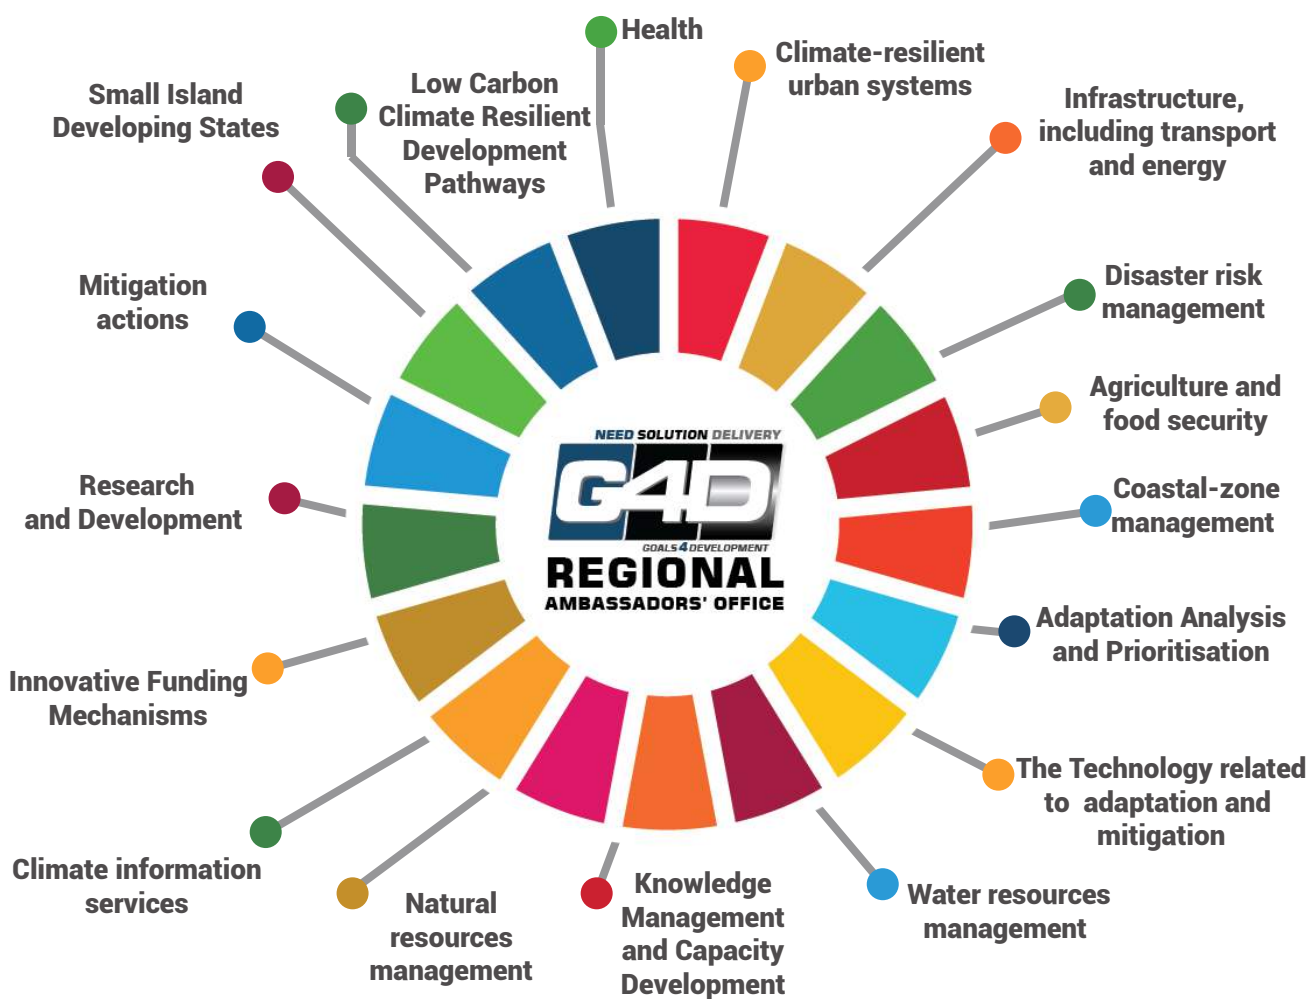 Health
Climate-resilient
urban systems
Infrastructure,
including transport
and energy
Disaster risk
management
Agriculture and
food security
Coastal-zone
management
Adaptation Analysis
and Prioritisation
The Technology related
to adaptation and
mitigation
Water resources
management
Knowledge
Management
and Capacity
Development
Natural
resources
management
Climate information
services
Innovative Funding
Mechanisms
Research
and Development
Mitigation
actions
Small Island
Developing States
Low Carbon
Climate Resilient
Development
Pathways
NEED SOLUTION DELIVERY
G4D
GOALS4DEVELOPMENT
REGIONAL
AMBASSADORS' OFFICE